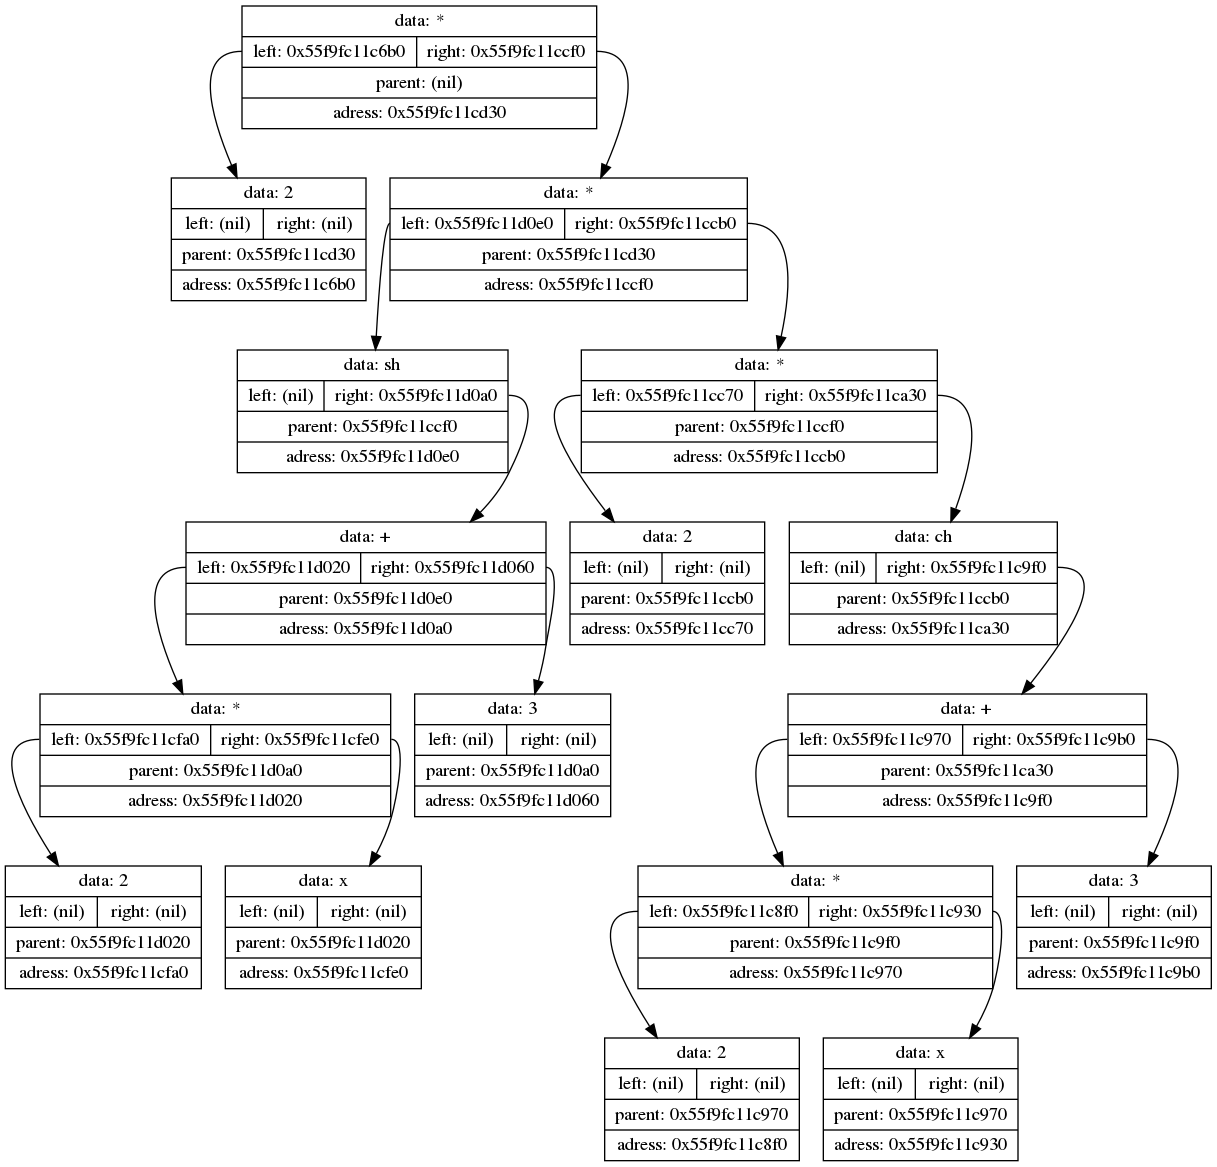 data: *
left: 0x55f9fc11c6b0 right: 0x55f9fc11ccf0
parent: (nil)
adress: 0x55f9fc11cd30
data: 2
left: (nil) right: (nil)
parent: 0x55f9fc11cd30
adress: 0x55f9fc11c6b0
data: *
left: 0x55f9fc11d0e0 right: 0x55f9fc11ccb0
parent: 0x55f9fc11cd30
adress: 0x55f9fc11ccf0
data: sh
left: (nil) right: 0x55f9fc11d0a0
parent: 0x55f9fc11ccf0
adress: 0x55f9fc11d0e0
data: *
left: 0x55f9fc11cc70 right: 0x55f9fc11ca30
parent: 0x55f9fc11ccf0
adress: 0x55f9fc11ccb0
data: +
left: 0x55f9fc11d020 right: 0x55f9fc11d060
parent: 0x55f9fc11d0e0
adress: 0x55f9fc11d0a0
data: 2
left: (nil) right: (nil)
parent: 0x55f9fc11ccb0
adress: 0x55f9fc11cc70
data: ch
left: (nil) right: 0x55f9fc11c9f0
parent: 0x55f9fc11ccb0
adress: 0x55f9fc11ca30
data: *
left: 0x55f9fc11cfa0 right: 0x55f9fc11cfe0
parent: 0x55f9fc11d0a0
adress: 0x55f9fc11d020
data: 3
left: (nil) right: (nil)
parent: 0x55f9fc11d0a0
adress: 0x55f9fc11d060
data: +
left: 0x55f9fc11c970 right: 0x55f9fc11c9b0
parent: 0x55f9fc11ca30
adress: 0x55f9fc11c9f0
data: 2
left: (nil) right: (nil)
parent: 0x55f9fc11d020
adress: 0x55f9fc11cfa0
data: x
left: (nil) right: (nil)
parent: 0x55f9fc11d020
adress: 0x55f9fc11cfe0
data: *
left: 0x55f9fc11c8f0 right: 0x55f9fc11c930
parent: 0x55f9fc11c9f0
adress: 0x55f9fc11c970
data: 3
left: (nil) right: (nil)
parent: 0x55f9fc11c9f0
adress: 0x55f9fc11c9b0
data: 2
left: (nil) right: (nil)
parent: 0x55f9fc11c970
adress: 0x55f9fc11c8f0
data: x
left: (nil) right: (nil)
parent: 0x55f9fc11c970
adress: 0x55f9fc11c930